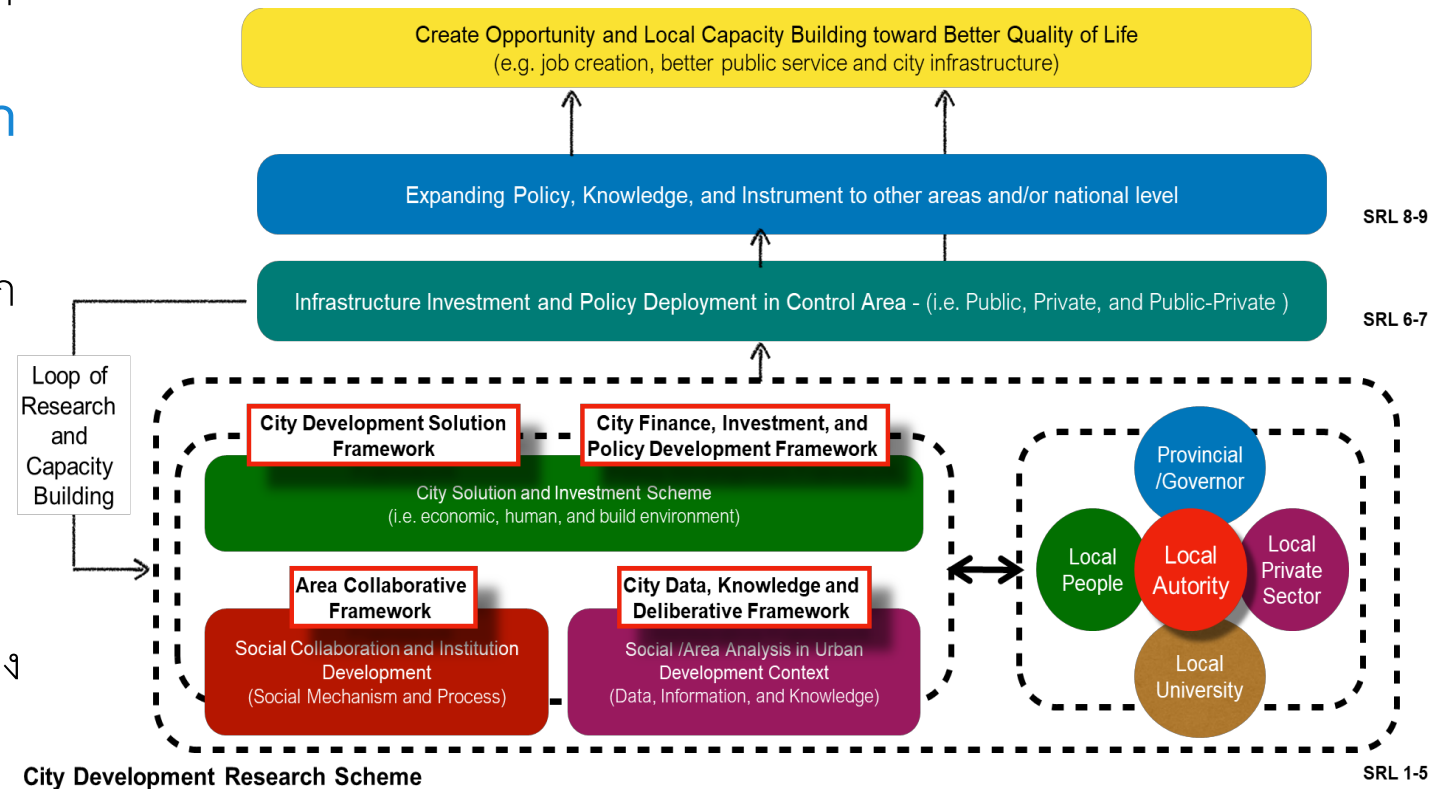 Create Opportunity and Local Capacity Building toward Better Quality of Life
(e.g. job creation, better public service and city infrastructure)
Expanding Policy, Knowledge, and Instrument to other areas and/or national level
SRL 8-9
Infrastructure Investment and Policy Deployment in Control Area - (i.e. Public, Private, and Public-Private )
SRL 6-7
Loop of
Research
and
Capacity
Building
City Development Solution
Framework
City Finance, Investment, and
Policy Development Framework
City Solution and Investment Scheme
(i.e. economic, human, and build environment)
Area Collaborative
Framework
City Data, Knowledge and
Deliberative Framework
Social Collaboration and Institution
Development
(Social Mechanism and Process)
Social /Area Analysis in Urban
Development Context
(Data, Information, and Knowledge)
Provincial
/Governor
Local
People
Local
Autority
Local
Private
Sector
Local
University
City Development Research Scheme
SRL 1-5